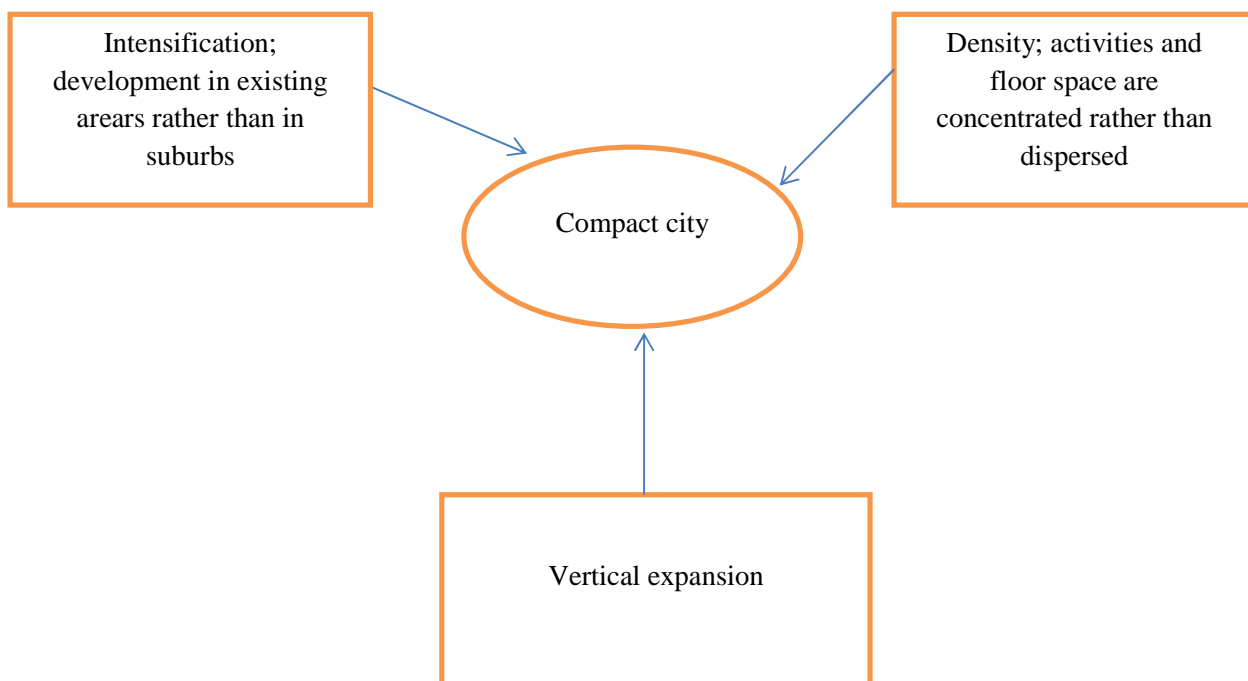 Intensification;
development in existing
arears rather than in
suburbs
Density; activities and
floor space are
concentrated rather than
dispersed
Compact city
Vertical expansion